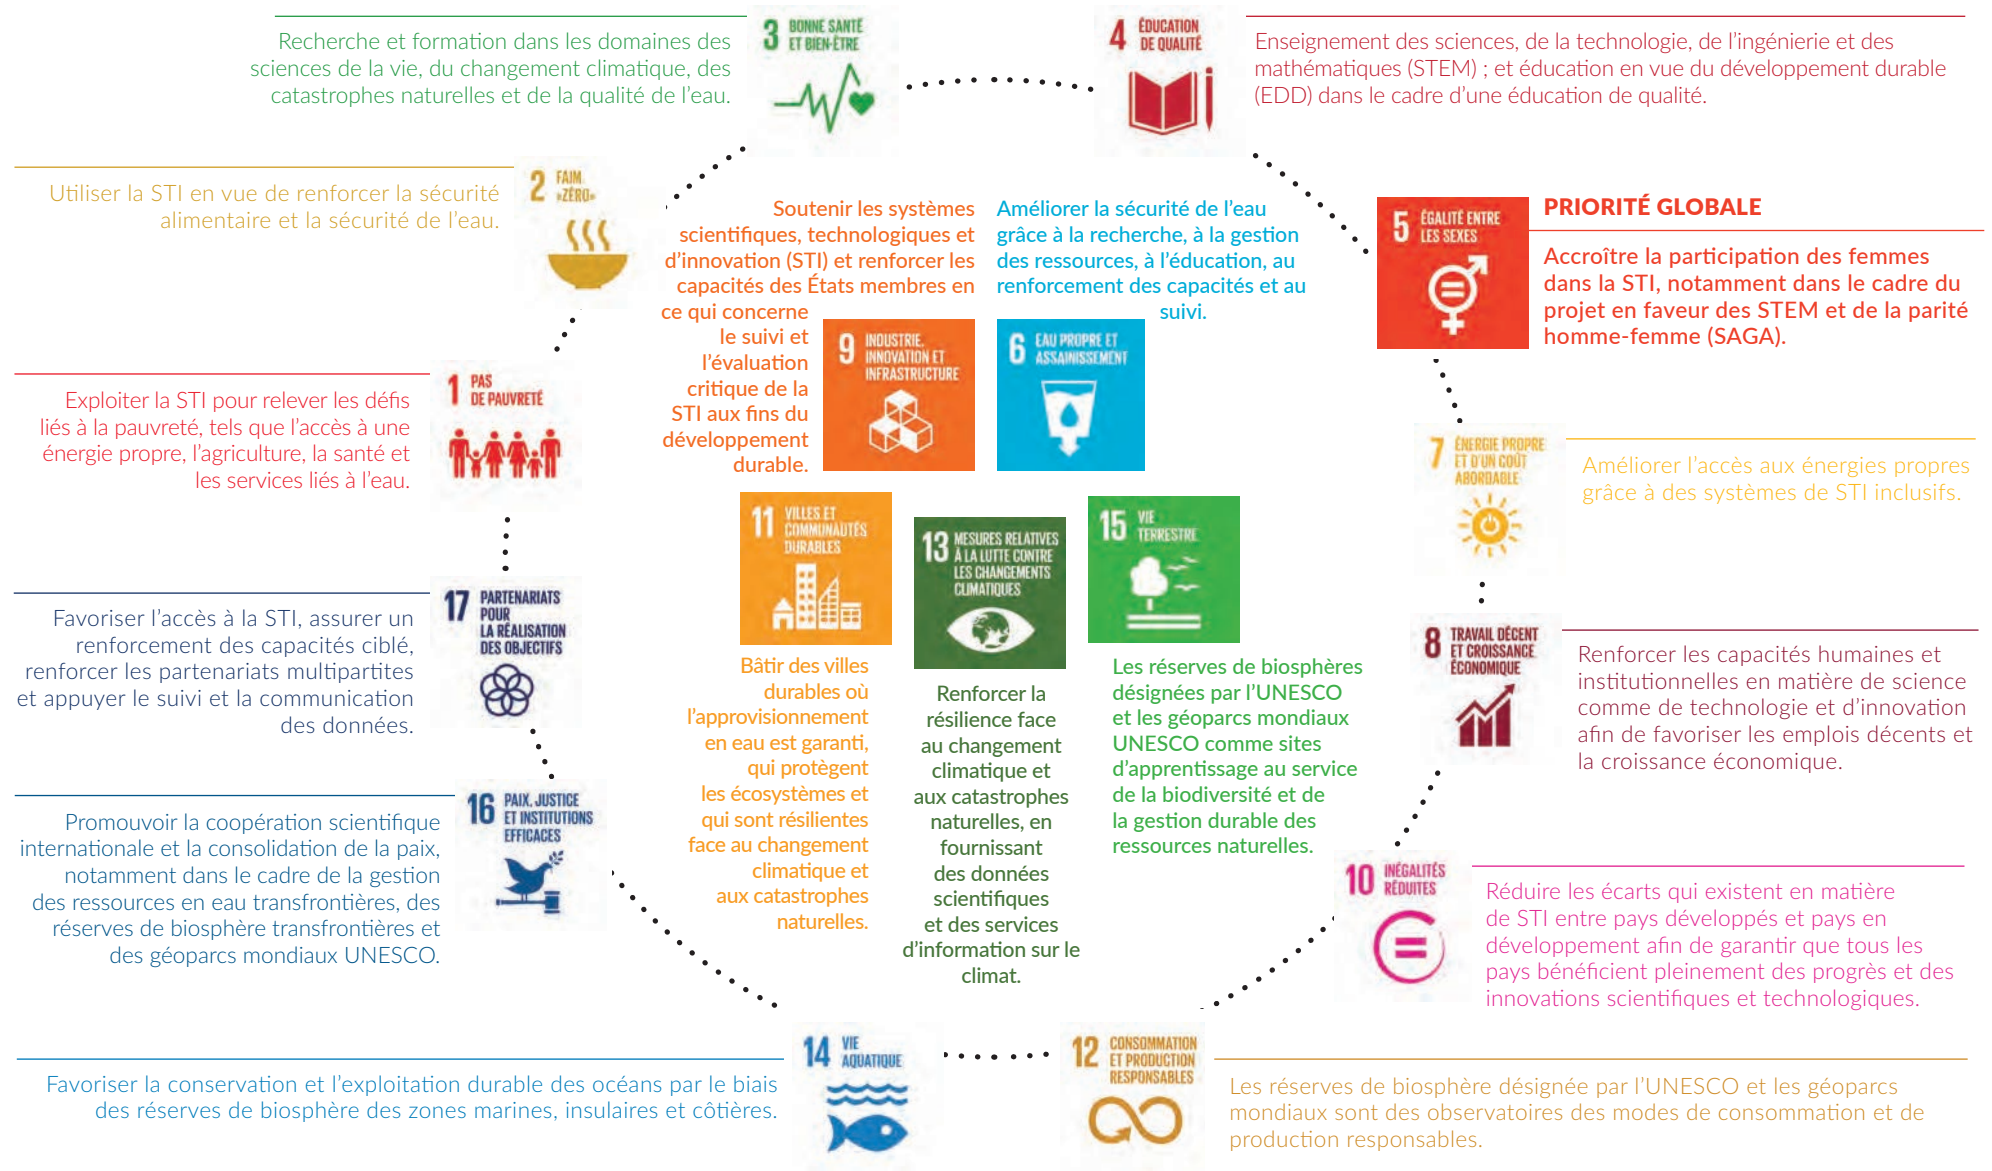 3 BONNE SANTÉ
ET BIEN-ÊTRE
Recherche et formation dans les domaines des
sciences de la vie, du changement climatique, des
catastrophes naturelles et de la qualité de l'eau.
4 ÉDUCATION
DE QUALITÉ
Enseignement des sciences, de la technologie, de l'ingénierie et des
mathématiques (STEM) ; et éducation en vue du développement durable
(EDD) dans le cadre d'une éducation de qualité.
2 FAIM
«ZÉRO»
Utiliser la STI en vue de renforcer la sécurité
alimentaire et la sécurité de l'eau.
Soutenir les systèmes
scientifiques, technologiques et
d'innovation (STI) et renforcer les
capacités des États membres en
ce qui concerne
le suivi et
l'évaluation
critique de la
STI aux fins du
développement
durable.
9 INDUSTRIE,
INNOVATION ET
INFRASTRUCTURE
Améliorer la sécurité de l'eau
grâce à la recherche, à la gestion
des ressources, à l'éducation, au
renforcement des capacités et au
suivi.
6 EAU PROPRE ET
ASSAINISSEMENT
5 ÉGALITÉ ENTRE
LES SEXES
PRIORITÉ GLOBALE
Accroître la participation des femmes
dans la STI, notamment dans le cadre du
projet en faveur des STEM et de la parité
homme-femme (SAGA).
1 PAS
DE PAUVRETÉ
Exploiter la STI pour relever les défis
liés à la pauvreté, tels que l'accès à une
énergie propre, l'agriculture, la santé et
les services liés à l'eau.
7 ÉNERGIE PROPRE
ET D'UN COÛT
ABORDABLE
Améliorer l'accès aux énergies propres
grâce à des systèmes de STI inclusifs.
11 VILLES ET
COMMUNAUTÉS
DURABLES
Bâtir des villes
durables où
l'approvisionnement
en eau est garanti,
qui protègent
les écosystèmes et
qui sont résilientes
face au changement
climatique et
aux catastrophes
naturelles.
13 MESURES RELATIVES
À LA LUTTE CONTRE
LES CHANGEMENTS
CLIMATIQUES
Renforcer la
résilience face
au changement
climatique et
aux catastrophes
naturelles, en
fournissant
des données
scientifiques
et des services
d'information sur le
climat.
15 VIE
TERRESTRE
Les réserves de biosphères
désignées par l'UNESCO
et les géoparcs mondiaux
UNESCO comme sites
d'apprentissage au service
de la biodiversité et de
la gestion durable des
ressources naturelles.
17 PARTENARIATS
POUR
LA RÉALISATION
DES OBJECTIFS
Favoriser l'accès à la STI, assurer un
renforcement des capacités ciblé,
renforcer les partenariats multipartites
et appuyer le suivi et la communication
des données.
8 TRAVAIL DÉCENT
ET CROISSANCE
ÉCONOMIQUE
Renforcer les capacités humaines et
institutionnelles en matière de science
comme de technologie et d'innovation
afin de favoriser les emplois décents et
la croissance économique.
16 PAIX, JUSTICE
ET INSTITUTIONS
EFFICACES
Promouvoir la coopération scientifique
internationale et la consolidation de la paix,
notamment dans le cadre de la gestion
des ressources en eau transfrontières, des
réserves de biosphère transfrontières et
des géoparcs mondiaux UNESCO.
10 INÉGALITÉS
RÉDUITES
Réduire les écarts qui existent en matière
de STI entre pays développés et pays en
développement afin de garantir que tous les
pays bénéficient pleinement des progrès et des
innovations scientifiques et technologiques.
14 VIE
AQUATIQUE
Favoriser la conservation et l'exploitation durable des océans par le biais
des réserves de biosphère des zones marines, insulaires et côtières.
12 CONSOMMATION
ET PRODUCTION
RESPONSABLES
Les réserves de biosphère désignée par l'UNESCO et les géoparcs
mondiaux sont des observatoires des modes de consommation et de
production responsables.